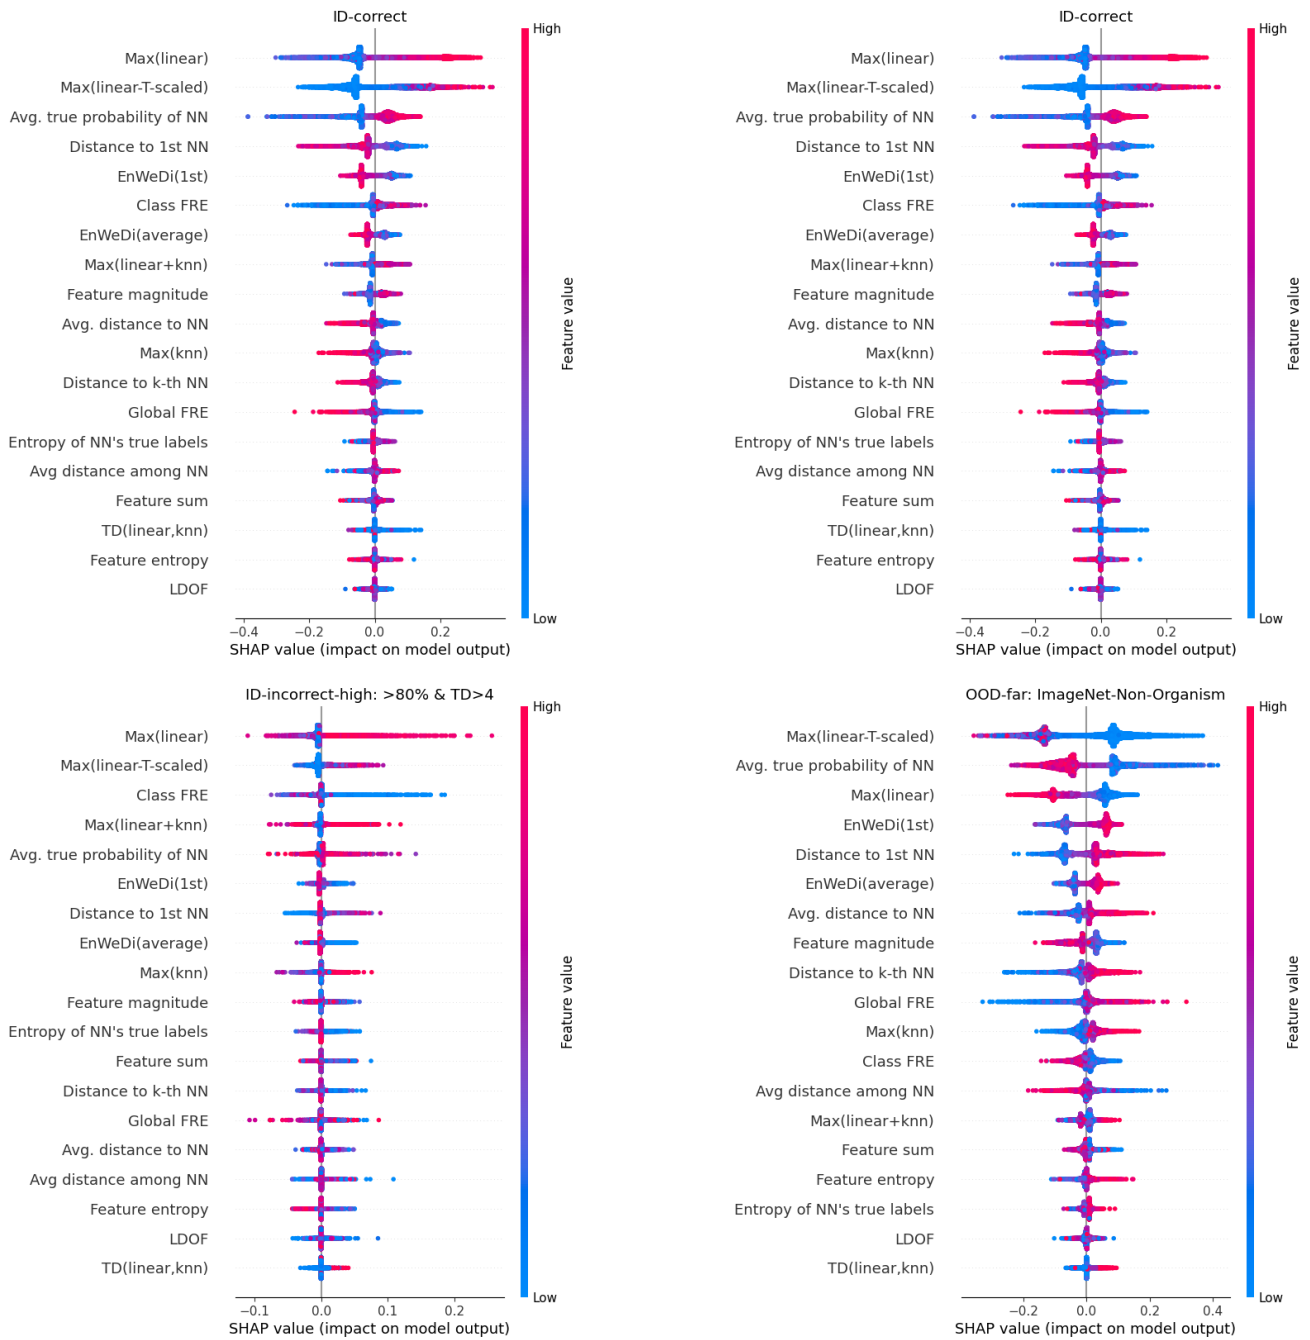 ID-correct
High
Max(linear)
Max(linear-T-scaled)
Avg. true probability of NN
Distance to 1st NN
EnWeDi(1st)
Class FRE
EnWeDi(average)
Max(linear+knn)
Feature magnitude
Avg. distance to NN
Max(knn)
Distance to k-th NN
Global FRE
Entropy of NN's true labels
Avg distance among NN
Feature sum
TD(linear,knn)
Feature entropy
LDOF
Feature value
Low
−0.4 −0.2 0.0 0.2
SHAP value (impact on model output)
ID-correct
High
Max(linear)
Max(linear-T-scaled)
Avg. true probability of NN
Distance to 1st NN
EnWeDi(1st)
Class FRE
EnWeDi(average)
Max(linear+knn)
Feature magnitude
Avg. distance to NN
Max(knn)
Distance to k-th NN
Global FRE
Entropy of NN's true labels
Avg distance among NN
Feature sum
TD(linear,knn)
Feature entropy
LDOF
Feature value
Low
−0.4 −0.2 0.0 0.2
SHAP value (impact on model output)
ID-incorrect-high: >80% & TD>4
High
Max(linear)
Max(linear-T-scaled)
Class FRE
Max(linear+knn)
Avg. true probability of NN
EnWeDi(1st)
Distance to 1st NN
EnWeDi(average)
Max(knn)
Feature magnitude
Entropy of NN's true labels
Feature sum
Distance to k-th NN
Global FRE
Avg. distance to NN
Avg distance among NN
Feature entropy
LDOF
TD(linear,knn)
Feature value
Low
−0.1 0.0 0.1 0.2
SHAP value (impact on model output)
OOD-far: ImageNet-Non-Organism
High
Max(linear-T-scaled)
Avg. true probability of NN
Max(linear)
EnWeDi(1st)
Distance to 1st NN
EnWeDi(average)
Avg. distance to NN
Feature magnitude
Distance to k-th NN
Global FRE
Max(knn)
Class FRE
Avg distance among NN
Max(linear+knn)
Feature sum
Feature entropy
Entropy of NN's true labels
LDOF
TD(linear,knn)
Feature value
Low
−0.2 0.0 0.2 0.4
SHAP value (impact on model output)